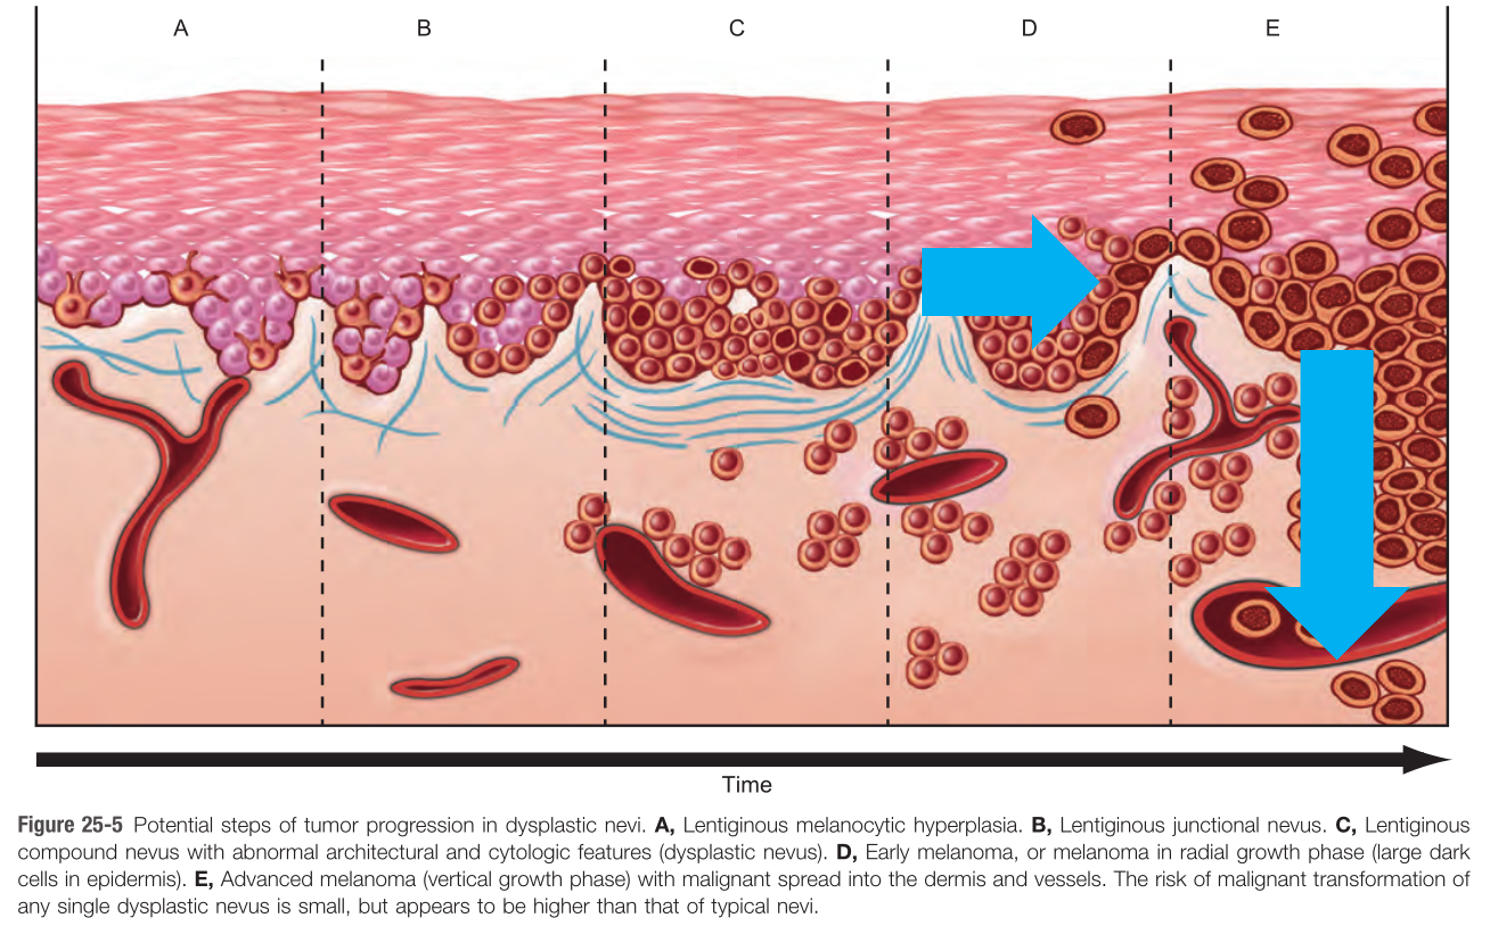 A
B
C
D
E
Time
Figure 25-5 Potential steps of tumor progression in dysplastic nevi. A, Lentiginous melanocytic hyperplasia. B, Lentiginous junctional nevus. C, Lentiginous
compound nevus with abnormal architectural and cytologic features (dysplastic nevus). D, Early melanoma, or melanoma in radial growth phase (large dark
cells in epidermis). E, Advanced melanoma (vertical growth phase) with malignant spread into the dermis and vessels. The risk of malignant transformation of
any single dysplastic nevus is small, but appears to be higher than that of typical nevi.